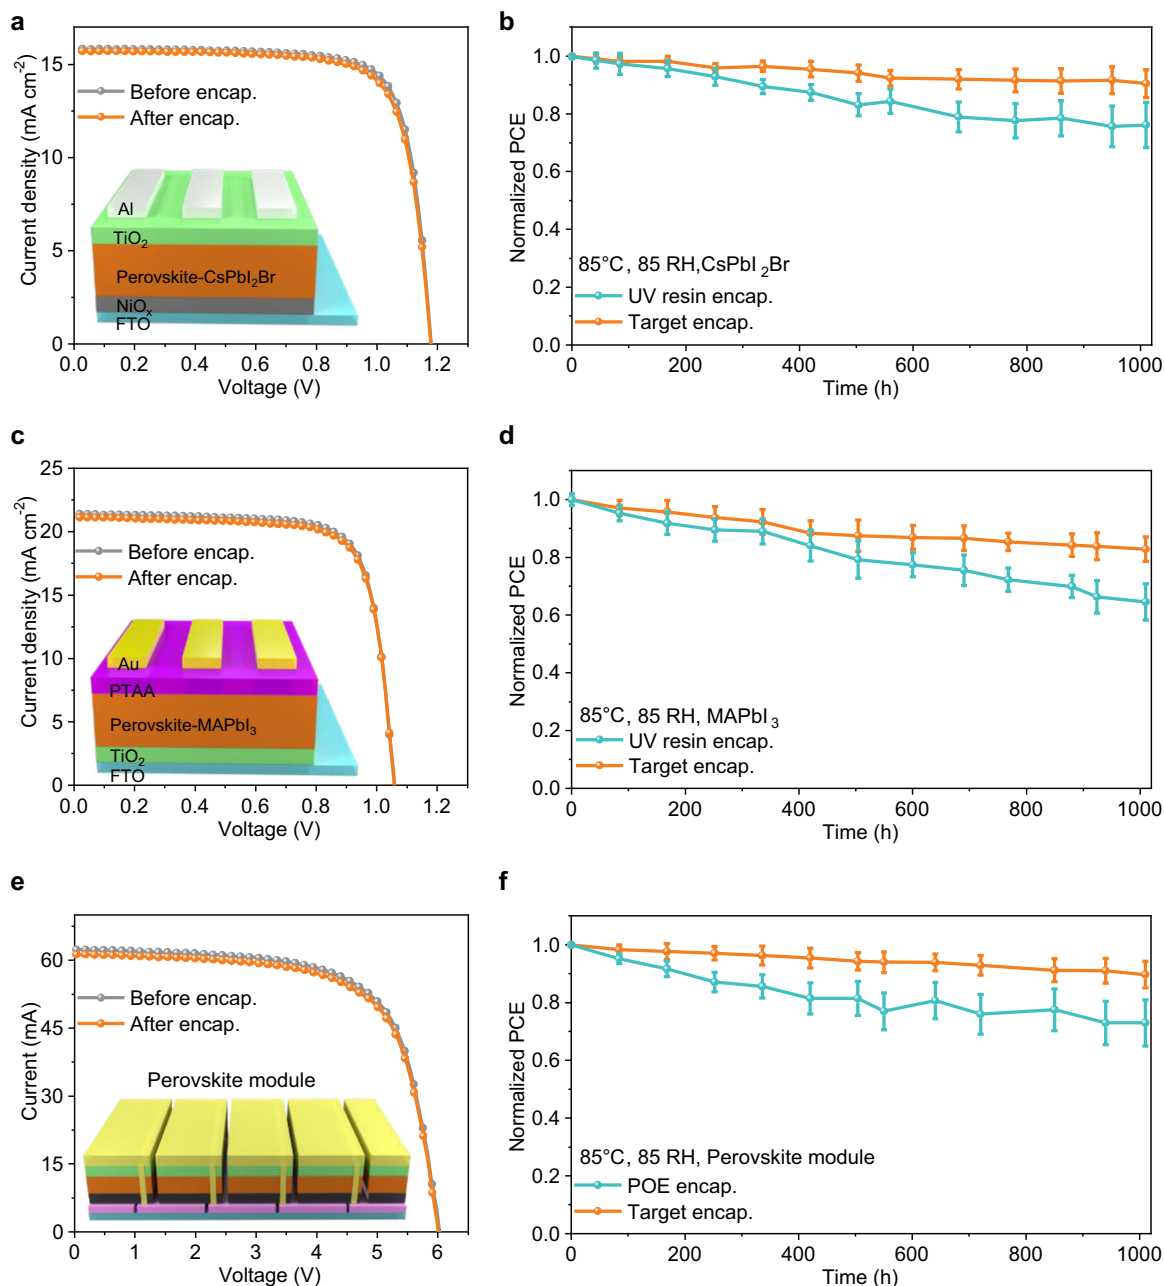 a
Current density (mA cm⁻²)
15
10
5
0
Before encap.
After encap.
Al
TiO₂
Perovskite-CsPbI₂Br
NiOₓ
FTO
0.0 0.2 0.4 0.6 0.8 1.0 1.2
Voltage (V)
b
Normalized PCE
1.0
0.8
0.6
0.4
0.2
0.0
85°C, 85 RH,CsPbI₂Br
UV resin encap.
Target encap.
0 200 400 600 800 1000
Time (h)
c
Current density (mA cm⁻²)
25
20
15
10
5
0
Before encap.
After encap.
Au
PTAA
Perovskite-MAPbI₃
TiO₂
FTO
0.0 0.2 0.4 0.6 0.8 1.0 1.2
Voltage (V)
d
Normalized PCE
1.0
0.8
0.6
0.4
0.2
0.0
85°C, 85 RH, MAPbI₃
UV resin encap.
Target encap.
0 200 400 600 800 1000
Time (h)
e
Current (mA)
60
45
30
15
0
Before encap.
After encap.
Perovskite module
0 1 2 3 4 5 6
Voltage (V)
f
Normalized PCE
1.0
0.8
0.6
0.4
0.2
0.0
85°C, 85 RH, Perovskite module
POE encap.
Target encap.
0 200 400 600 800 1000
Time (h)